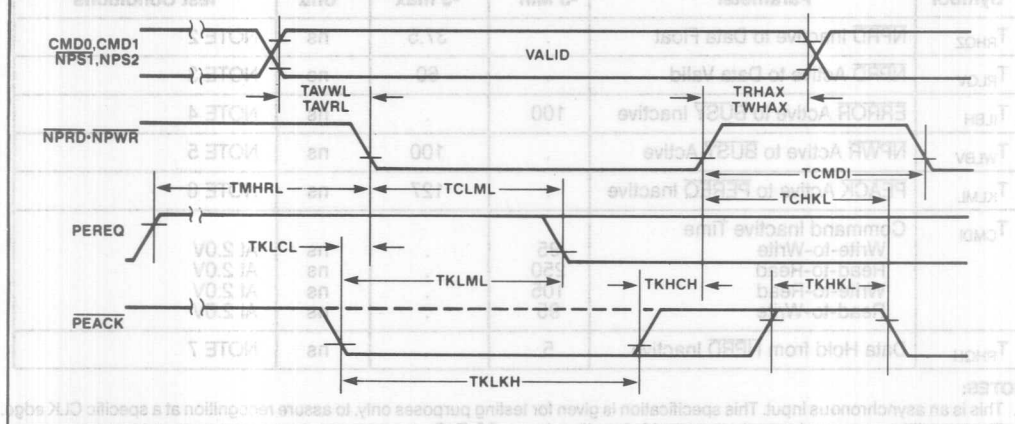 CMD0,CMD1
NPS1,NPS2
VALID
TAVWL
TAVRL
TRHAX
TWHAX
NPRD•NPWR
TCMDI
TMHRL
TCLML
TCHKL
PEREQ
TKLCL
TKLML
TKHCH
TKHKL
PEACK
TKLKH